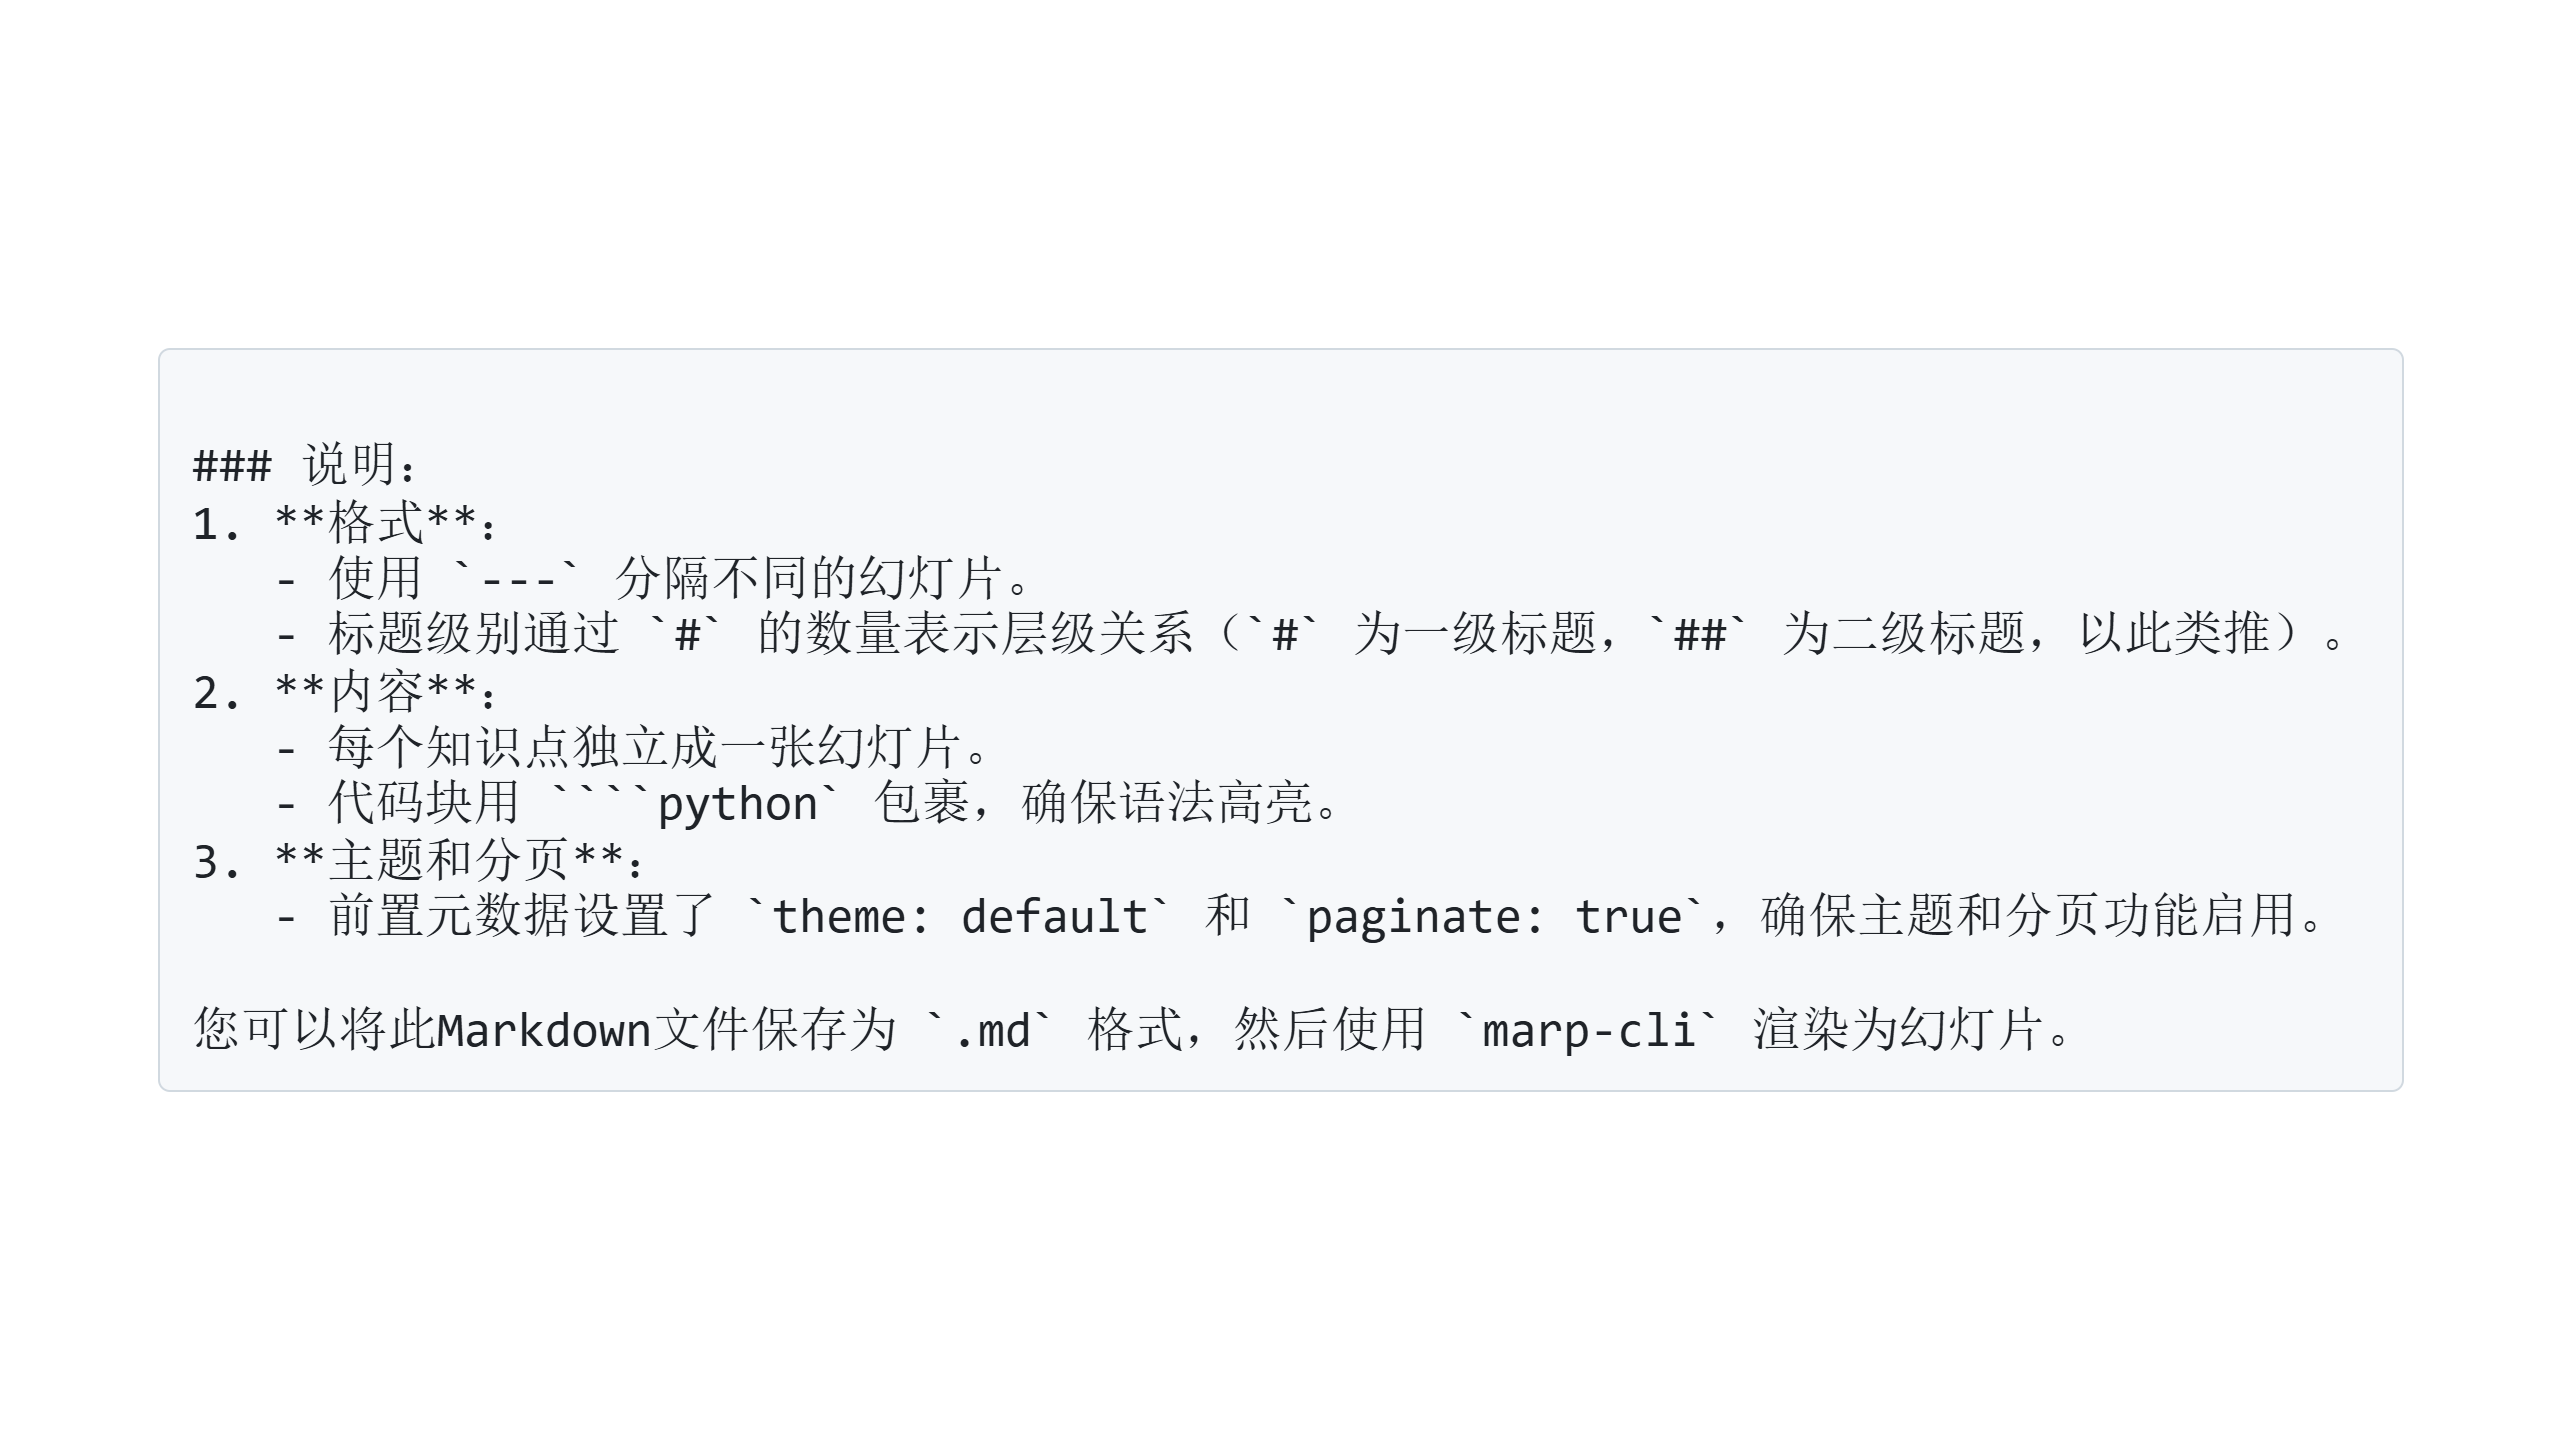 ### 说明：
1. **格式**：
   - 使用 `---` 分隔不同的幻灯片。
   - 标题级别通过 `#` 的数量表示层级关系（`#` 为一级标题，`##` 为二级标题，以此类推）。
2. **内容**：
   - 每个知识点独立成一张幻灯片。
   - 代码块用 ````python` 包裹，确保语法高亮。
3. **主题和分页**：
   - 前置元数据设置了 `theme: default` 和 `paginate: true`，确保主题和分页功能启用。
您可以将此Markdown文件保存为 `.md` 格式，然后使用 `marp-cli` 渲染为幻灯片。